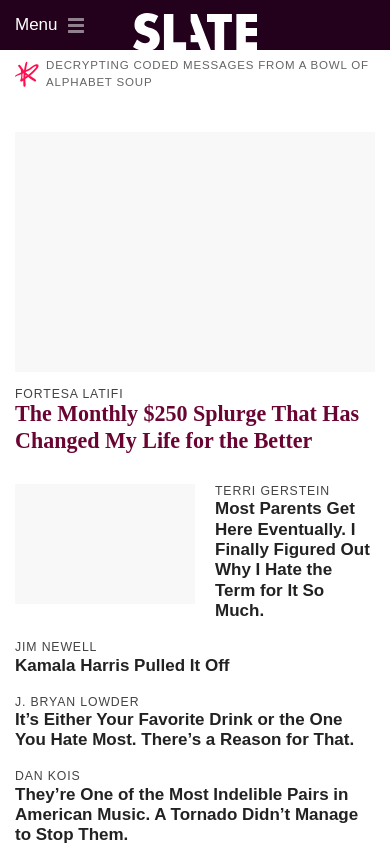 Menu
SLATE
DECRYPTING CODED MESSAGES FROM A BOWL OF
ALPHABET SOUP
FORTESA LATIFI
The Monthly $250 Splurge That Has
Changed My Life for the Better
TERRI GERSTEIN
Most Parents Get
Here Eventually. I
Finally Figured Out
Why I Hate the
Term for It So
Much.
JIM NEWELL
Kamala Harris Pulled It Off
J. BRYAN LOWDER
It’s Either Your Favorite Drink or the One
You Hate Most. There’s a Reason for That.
DAN KOIS
They’re One of the Most Indelible Pairs in
American Music. A Tornado Didn’t Manage
to Stop Them.